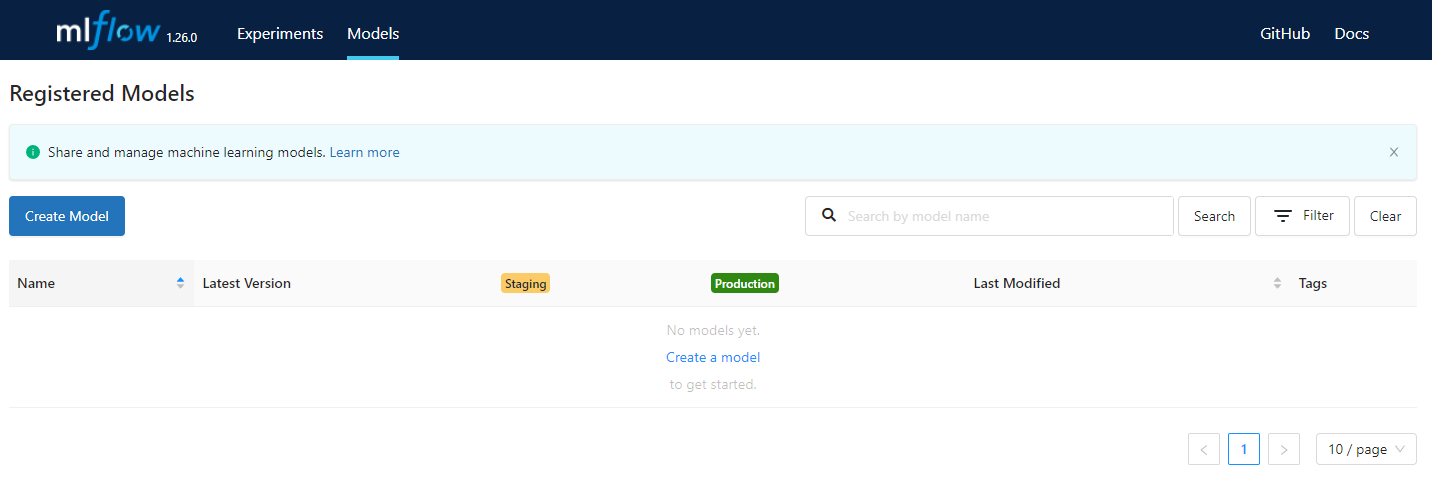 mlflow 1.26.0 Experiments Models GitHub Docs
Registered Models
Share and manage machine learning models. Learn more
Create Model Search by model name Search Filter Clear
Name Latest Version Staging Production Last Modified Tags
No models yet.
Create a model
to get started.
1 10 / page